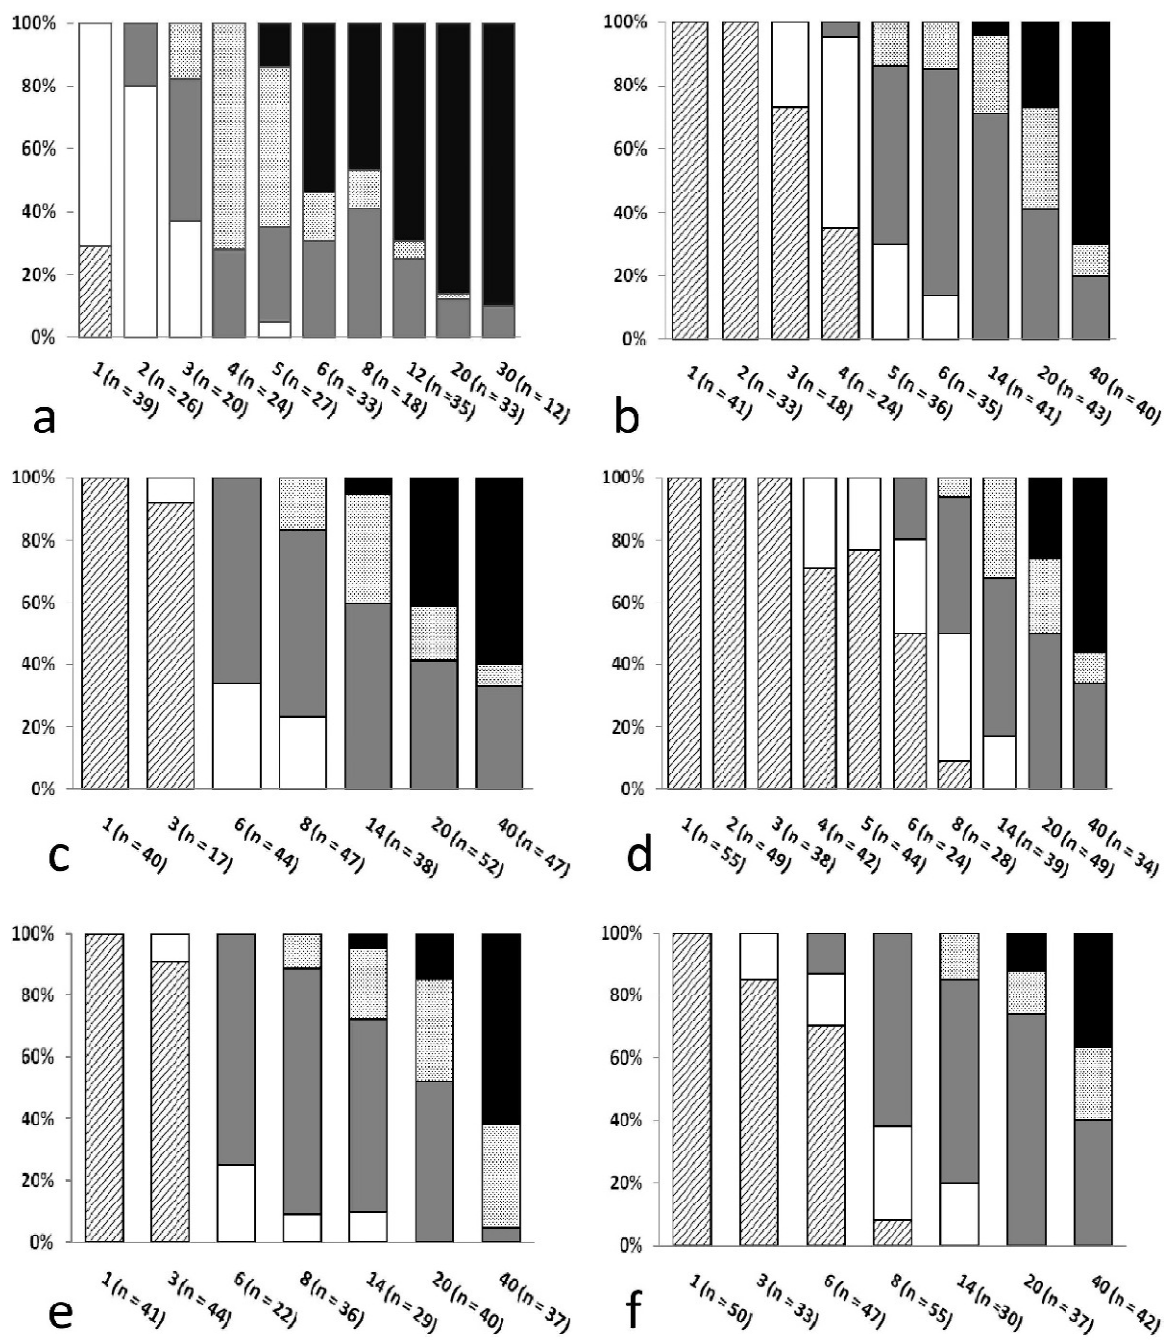 100%
80%
60%
40%
20%
0%
1 (n = 39)
2 (n = 26)
3 (n = 20)
4 (n = 24)
5 (n = 27)
6 (n = 33)
8 (n = 18)
12 (n = 35)
20 (n = 33)
30 (n = 12)
a
100%
80%
60%
40%
20%
0%
1 (n = 41)
2 (n = 33)
3 (n = 18)
4 (n = 24)
5 (n = 36)
6 (n = 35)
14 (n = 41)
20 (n = 43)
40 (n = 40)
b
100%
80%
60%
40%
20%
0%
1 (n = 40)
3 (n = 17)
6 (n = 44)
8 (n = 47)
14 (n = 38)
20 (n = 52)
40 (n = 47)
c
100%
80%
60%
40%
20%
0%
1 (n = 55)
2 (n = 49)
3 (n = 38)
4 (n = 42)
5 (n = 44)
6 (n = 24)
8 (n = 28)
14 (n = 39)
20 (n = 49)
40 (n = 34)
d
100%
80%
60%
40%
20%
0%
1 (n = 41)
3 (n = 44)
6 (n = 22)
8 (n = 36)
14 (n = 29)
20 (n = 40)
40 (n = 37)
e
100%
80%
60%
40%
20%
0%
1 (n = 50)
3 (n = 33)
6 (n = 47)
8 (n = 55)
14 (n = 30)
20 (n = 37)
40 (n = 42)
f